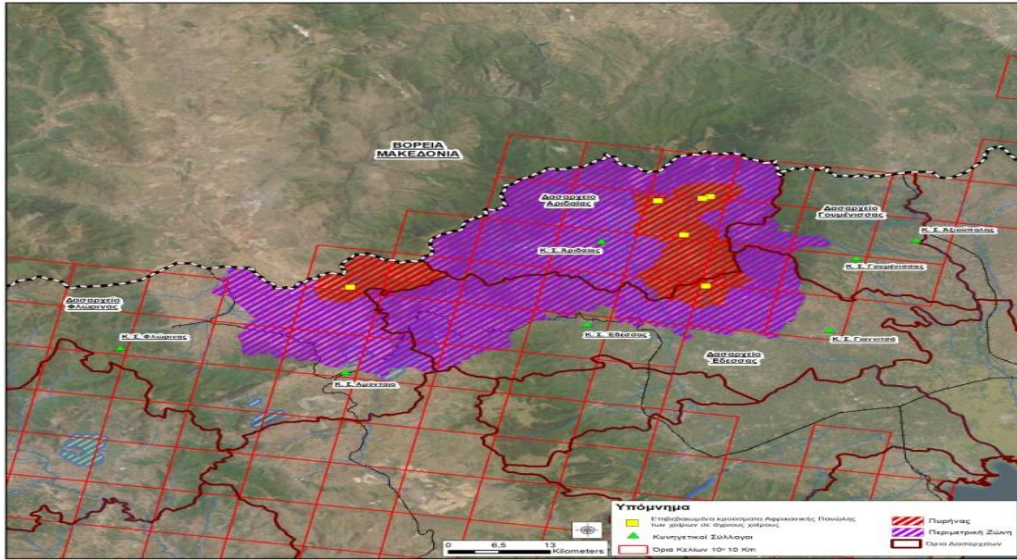 ΒΟΡΕΙΑ
ΜΑΚΕΔΟΝΙΑ
Δασαρχείο
Αριδαίας
Δασαρχείο
Γουμένισσας
Κ. Σ. Αξιούπολης
Κ. Σ. Αριδαίας
Κ. Σ. Γουμένισσας
Δασαρχείο
Φλώρινας
Κ. Σ. Φλώρινας
Κ. Σ. Έδεσσας
Κ. Σ. Γιαννιτσά
Δασαρχείο
Έδεσσας
Κ. Σ. Αμύνταιο
Υπόμνημα
Επιβεβαιωμένα κρούσματα Αφρικανικής Πανώλης
των χοίρων σε άγριους χοίρους
Κυνηγετικοί Σύλλογοι
Όρια Κελιών 10*10 Km
Πυρήνας
Περιμετρική Ζώνη
Όρια Δασαρχείων
0 6,5 13
Kilometers